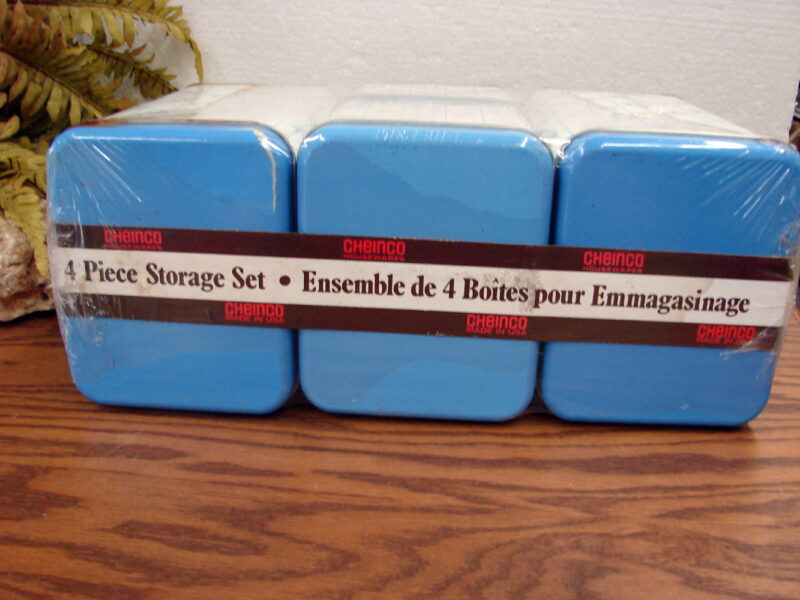 CHEINCO
HOUSEWARES
CHEINCO
HOUSEWARES
CHEINCO
HOUSEWARES
4 Piece Storage Set • Ensemble de 4 Boîtes pour Emmagasinage
CHEINCO
MADE IN USA
CHEINCO
MADE IN USA
CHEINCO
MADE IN USA